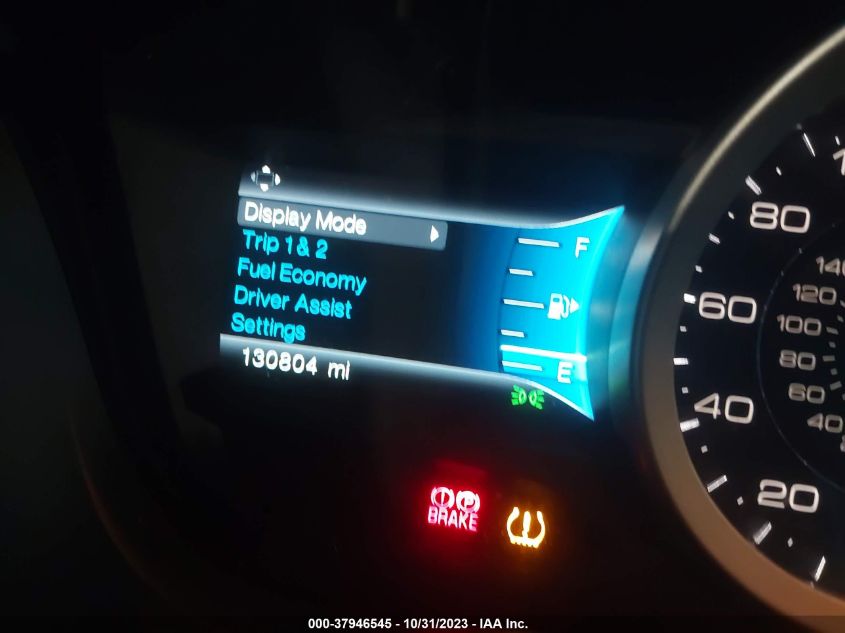 Display Mode
Trip 1 & 2
Fuel Economy
Driver Assist
Settings
130804 mi
F
E
BRAKE
80
60
40
20
140
120
100
80
60
000-37946545 - 10/31/2023 - IAA Inc.